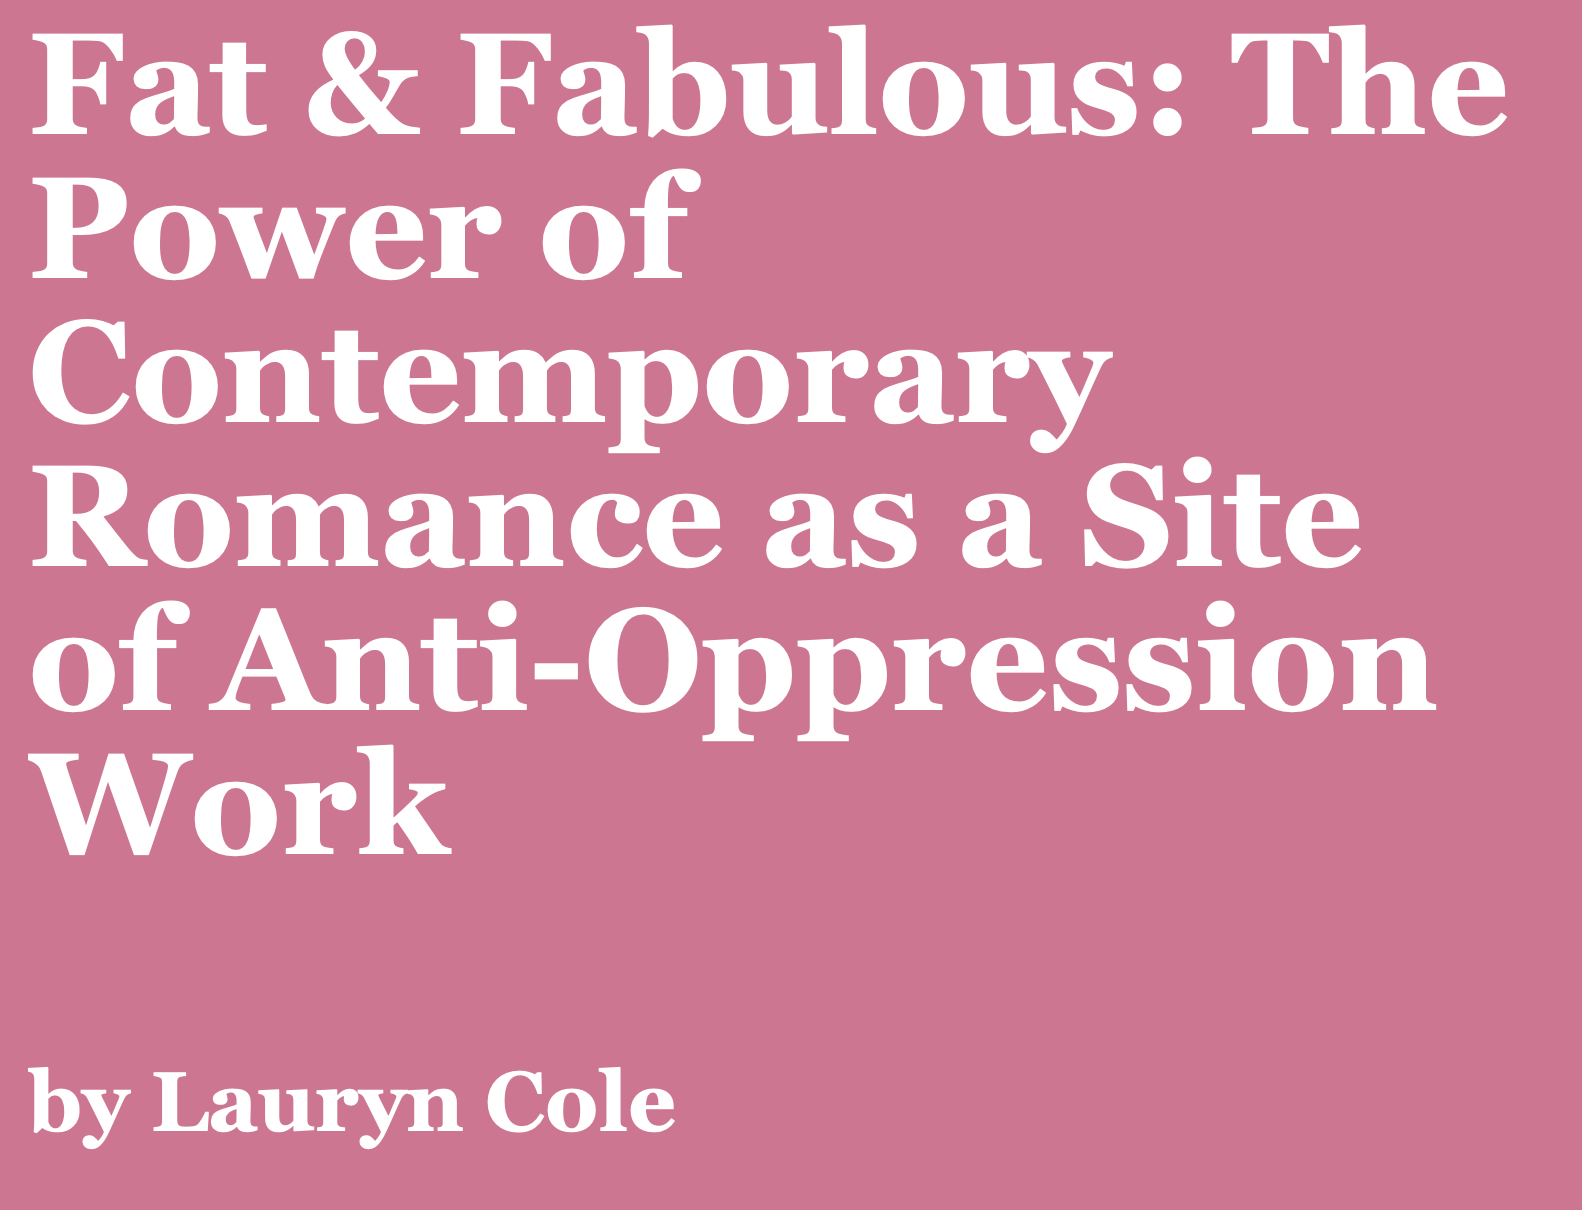 Fat & Fabulous: The
Power of
Contemporary
Romance as a Site
of Anti-Oppression
Work
by Lauryn Cole